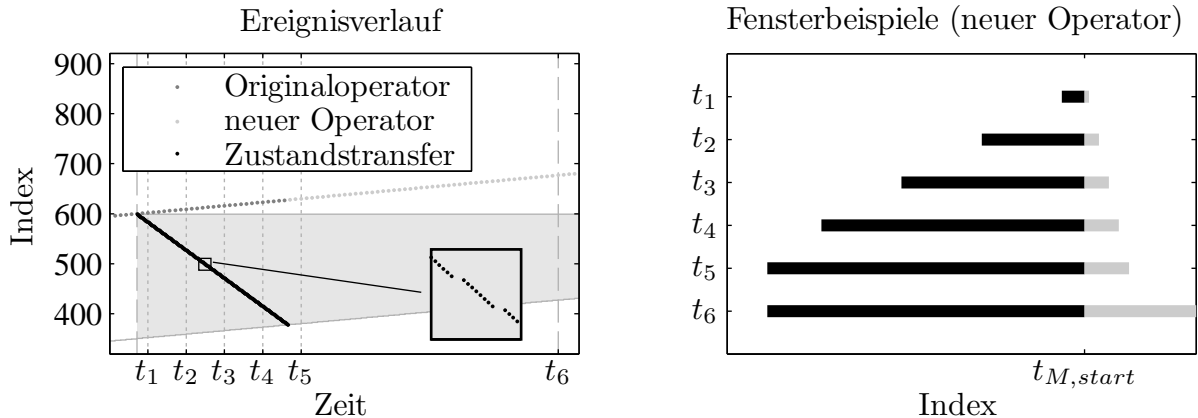 Ereignisverlauf
900
800
700
600
500
400
Index
Originaloperator
neuer Operator
Zustandstransfer
t1 t2 t3 t4 t5 t6
Zeit
Fensterbeispiele (neuer Operator)
t1
t2
t3
t4
t5
t6
tM,start
Index